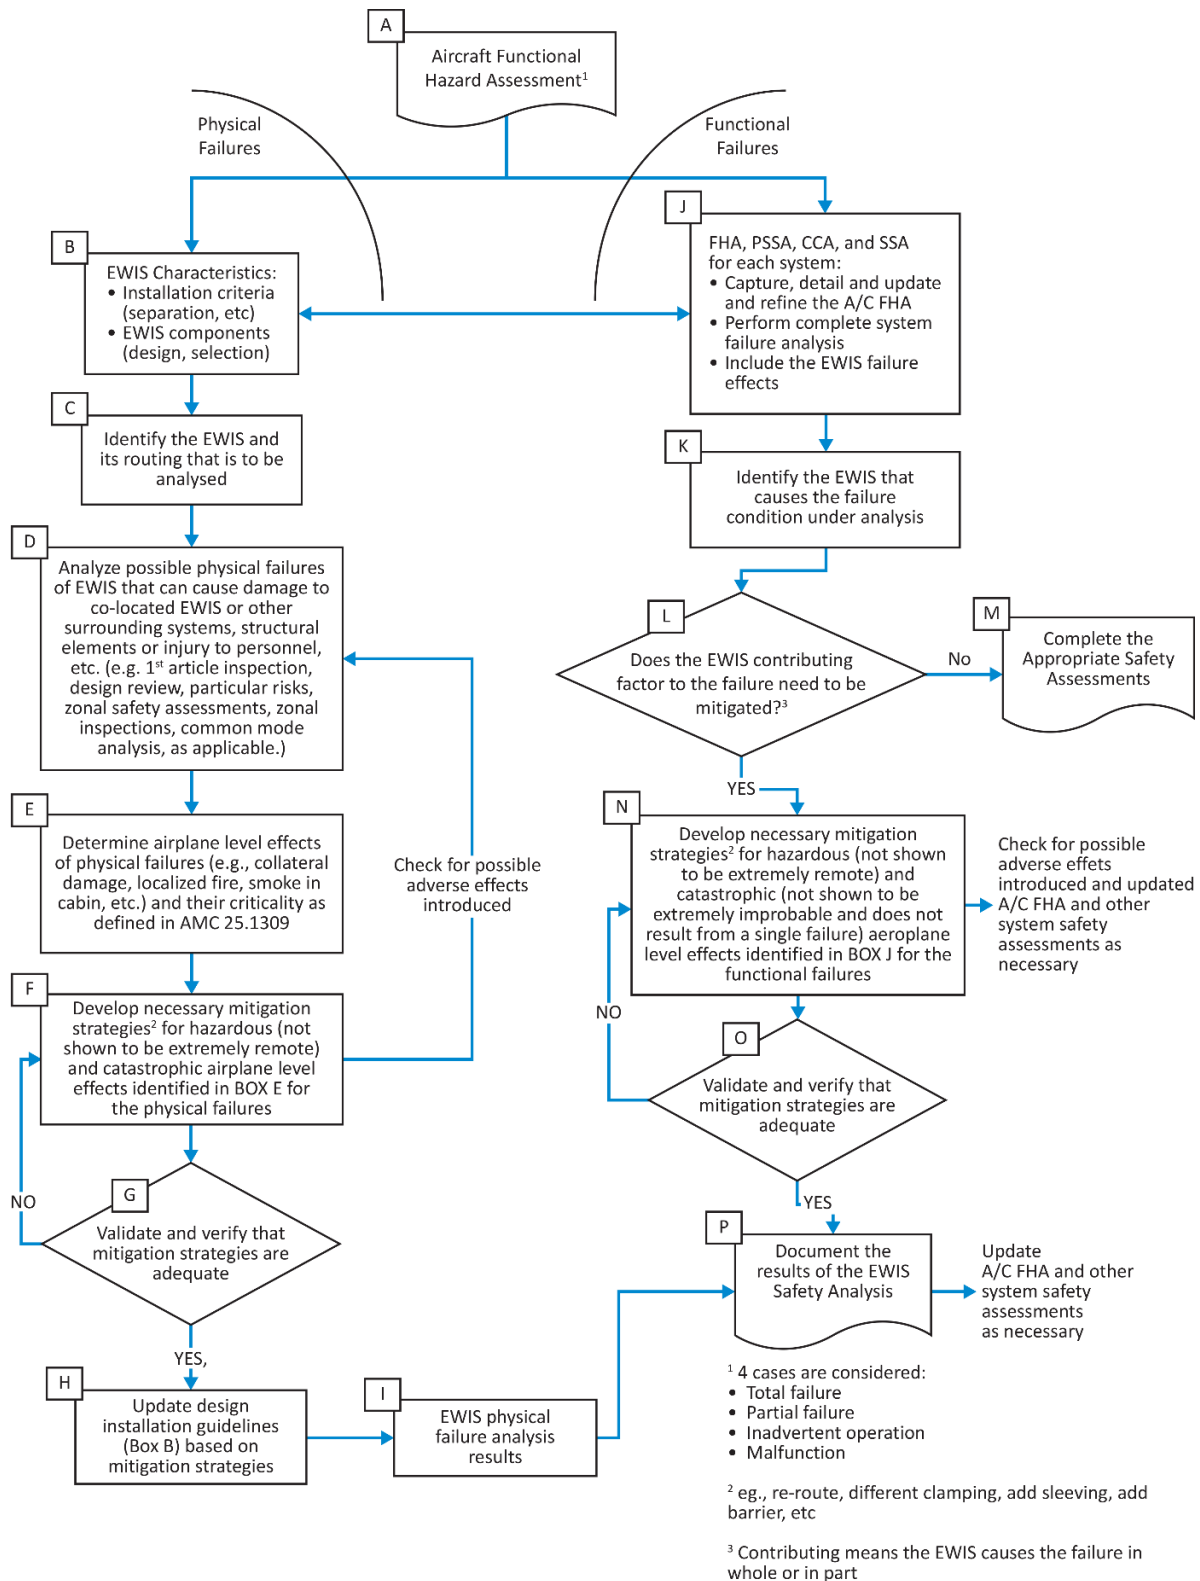 A
Aircraft Functional
Hazard Assessment¹
Physical
Failures
Functional
Failures
B
EWIS Characteristics:
• Installation criteria
(separation, etc)
• EWIS components
(design, selection)
J
FHA, PSSA, CCA, and SSA
for each system:
• Capture, detail and update
and refine the A/C FHA
• Perform complete system
failure analysis
• Include the EWIS failure
effects
C
Identify the EWIS and
its routing that is to be
analysed
K
Identify the EWIS that
causes the failure
condition under analysis
D
Analyze possible physical failures
of EWIS that can cause damage to
co-located EWIS or other
surrounding systems, structural
elements or injury to personnel,
etc. (e.g. 1st article inspection,
design review, particular risks,
zonal safety assessments, zonal
inspections, common mode
analysis, as applicable.)
L
Does the EWIS contributing
factor to the failure need to be
mitigated?³
No
M
Complete the
Appropriate Safety
Assessments
YES
E
Determine airplane level effects
of physical failures (e.g., collateral
damage, localized fire, smoke in
cabin, etc.) and their criticality as
defined in AMC 25.1309
Check for possible
adverse effects
introduced
N
Develop necessary mitigation
strategies² for hazardous (not shown
to be extremely remote) and
catastrophic (not shown to be
extremely improbable and does not
result from a single failure) aeroplane
level effects identified in BOX J for the
functional failures
Check for possible
adverse effets
introduced and updated
A/C FHA and other
system safety
assessments as
necessary
F
Develop necessary mitigation
strategies² for hazardous (not
shown to be extremely remote)
and catastrophic airplane level
effects identified in BOX E for
the physical failures
NO
O
Validate and verify that
mitigation strategies are
adequate
NO
G
Validate and verify that
mitigation strategies are
adequate
YES
P
Document the
results of the EWIS
Safety Analysis
Update
A/C FHA and other
system safety
assessments
as necessary
YES,
H
Update design
installation guidelines
(Box B) based on
mitigation strategies
I
EWIS physical
failure analysis
results
¹ 4 cases are considered:
• Total failure
• Partial failure
• Inadvertent operation
• Malfunction
² eg., re-route, different clamping, add sleeving, add
barrier, etc
³ Contributing means the EWIS causes the failure in
whole or in part